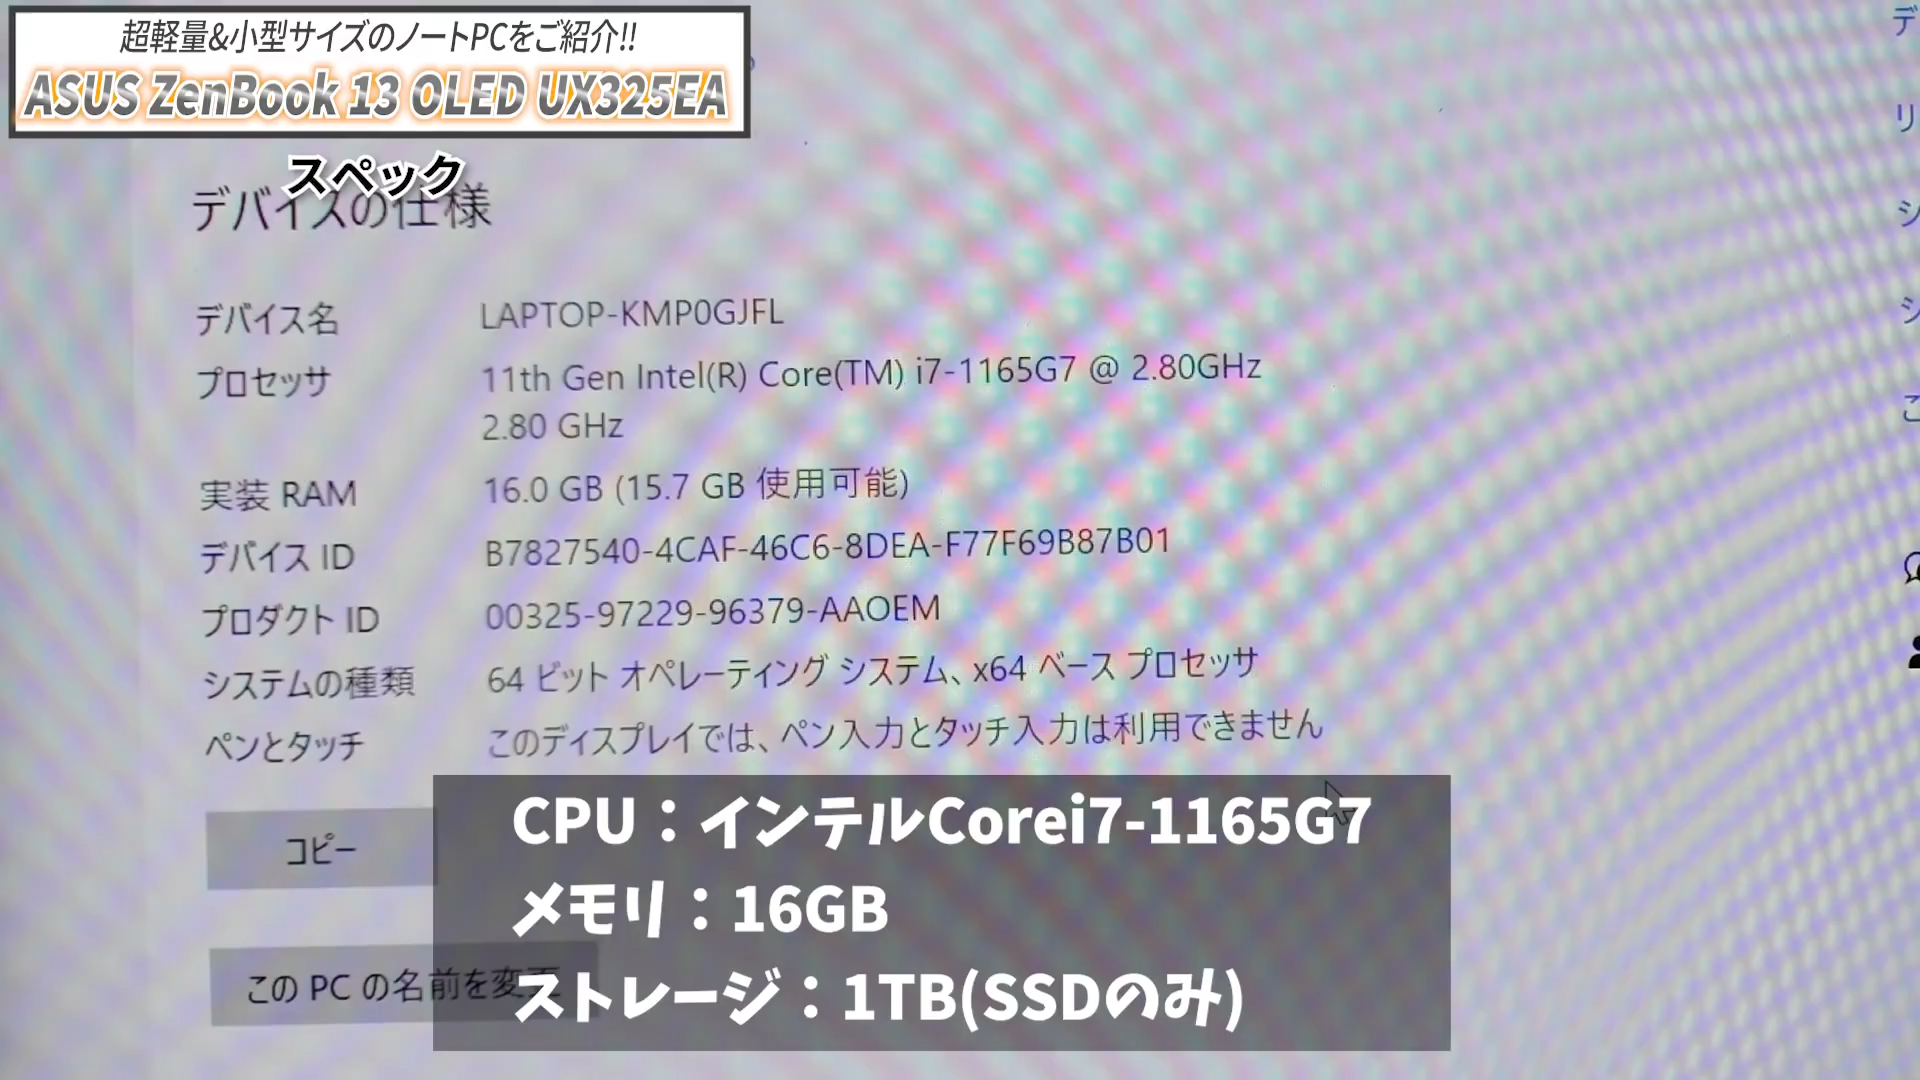 超軽量&小型サイズのノートPCをご紹介!!
ASUS ZenBook 13 OLED UX325EA
スペック
デバイスの仕様
デバイス名 LAPTOP-KMP0GJFL
プロセッサ 11th Gen Intel(R) Core(TM) i7-1165G7 @ 2.80GHz
2.80 GHz
実装 RAM 16.0 GB (15.7 GB 使用可能)
デバイス ID B7827540-4CAF-46C6-8DEA-F77F69B87B01
プロダクト ID 00325-97229-96379-AAOEM
システムの種類 64 ビット オペレーティング システム、x64 ベース プロセッサ
ペンとタッチ このディスプレイでは、ペン入力とタッチ入力は利用できません
コピー
この PC の名前を変更
CPU：インテルCorei7-1165G7
メモリ：16GB
ストレージ：1TB(SSDのみ)
デ
リ
シ
シ
こ